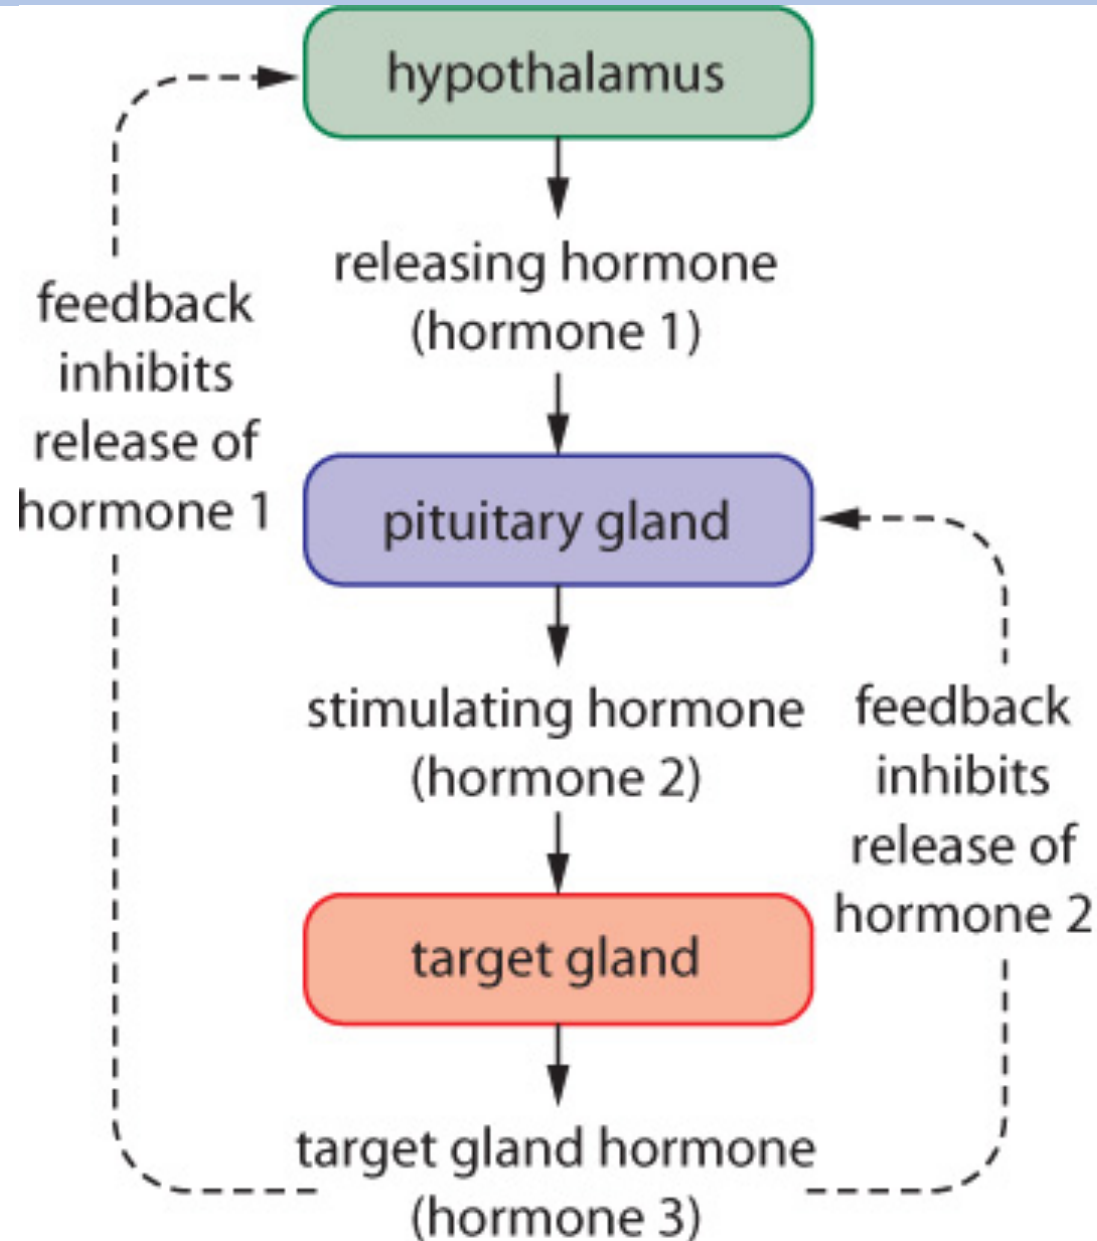 hypothalamus
releasing hormone
(hormone 1)
feedback
inhibits
release of
hormone 1
pituitary gland
stimulating hormone
(hormone 2)
feedback
inhibits
release of
hormone 2
target gland
target gland hormone
(hormone 3)